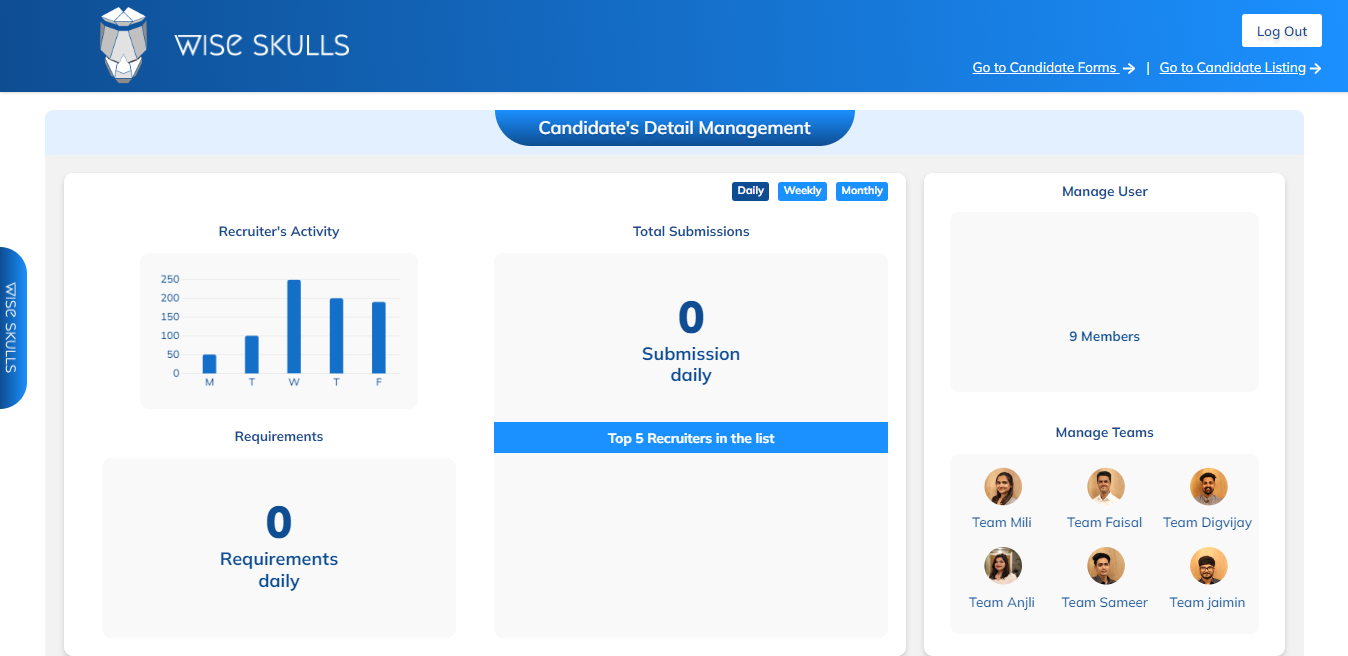 WISE SKULLS
Log Out
Go to Candidate Forms → | Go to Candidate Listing →
Candidate's Detail Management
Daily Weekly Monthly
Recruiter's Activity
250
200
150
100
50
0
M T W T F
Requirements
0
Requirements
daily
Total Submissions
0
Submission
daily
Top 5 Recruiters in the list
Manage User
9 Members
Manage Teams
Team Mili Team Faisal Team Digvijay
Team Anjli Team Sameer Team jaimin
WISE SKULLS